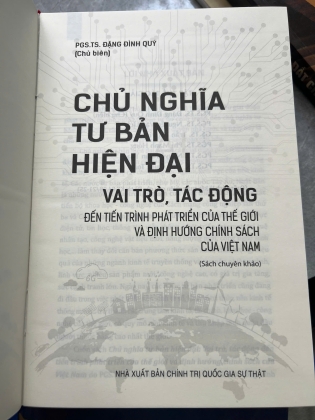 PGS.TS. ĐẶNG ĐÌNH QUÝ
(Chủ biên)
CHỦ NGHĨA
TƯ BẢN
HIỆN ĐẠI
VAI TRÒ, TÁC ĐỘNG
ĐẾN TIẾN TRÌNH PHÁT TRIỂN CỦA THẾ GIỚI
VÀ ĐỊNH HƯỚNG CHÍNH SÁCH
CỦA VIỆT NAM
(Sách chuyên khảo)
NHÀ XUẤT BẢN CHÍNH TRỊ QUỐC GIA SỰ THẬT